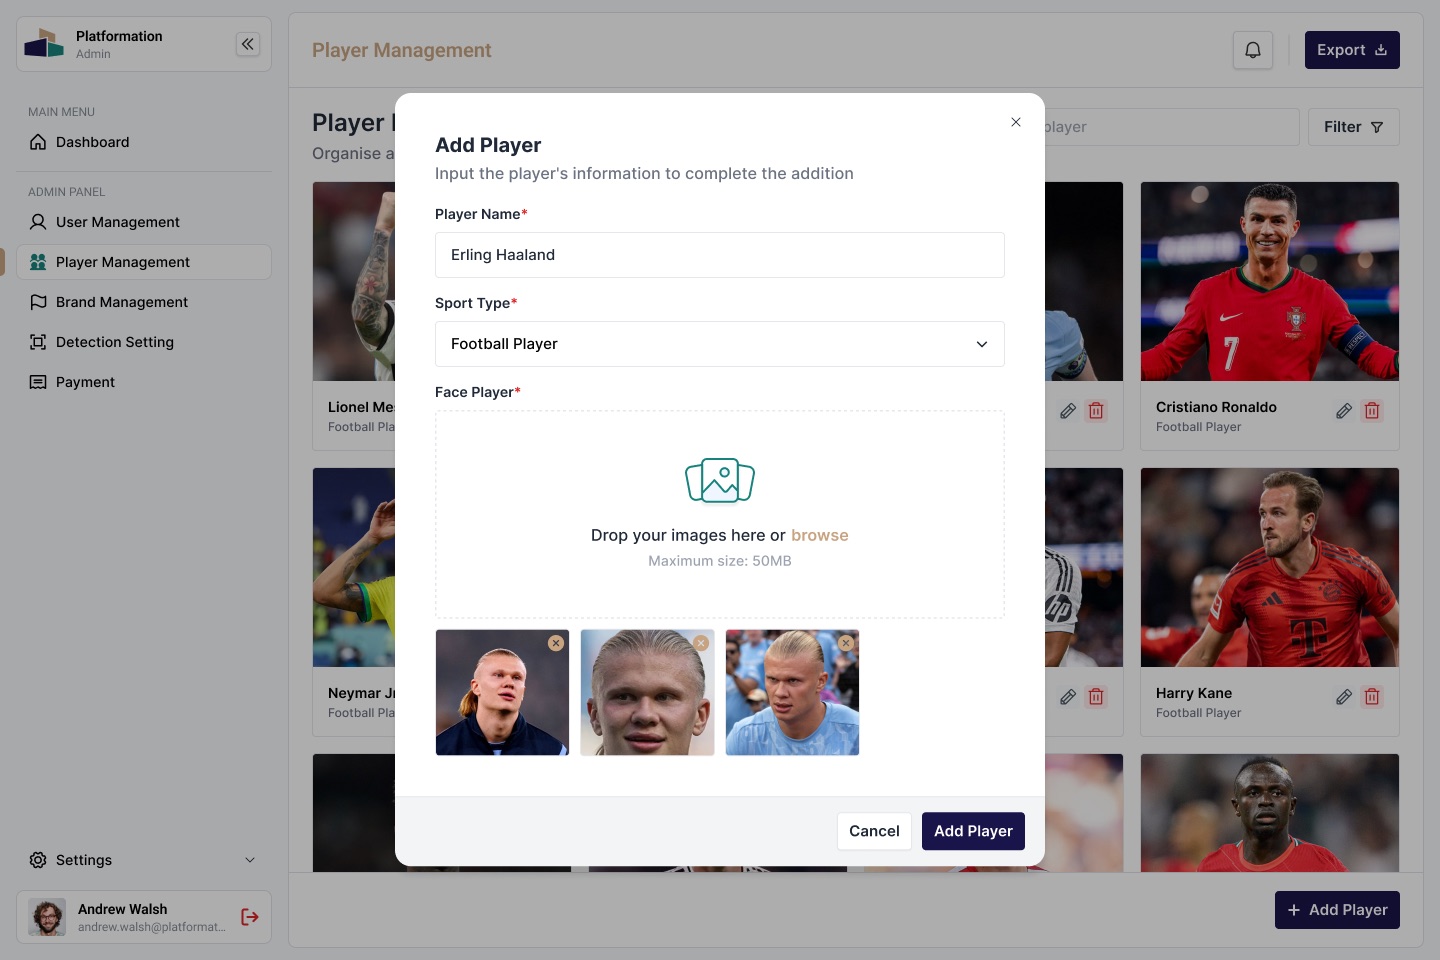 Platformation
Admin
MAIN MENU
Dashboard
ADMIN PANEL
User Management
Player Management
Brand Management
Detection Setting
Payment
Settings
Andrew Walsh
andrew.walsh@platformat...
Player Management
Export
Player
Organise a
player
Filter
Lionel Me
Football Pla
Cristiano Ronaldo
Football Player
7
RESPECT
Neymar Jr
Football Pla
hp
T
Harry Kane
Football Player
Add Player
Add Player
Input the player's information to complete the addition
Player Name*
Erling Haaland
Sport Type*
Football Player
Face Player*
Drop your images here or browse
Maximum size: 50MB
Cancel
Add Player